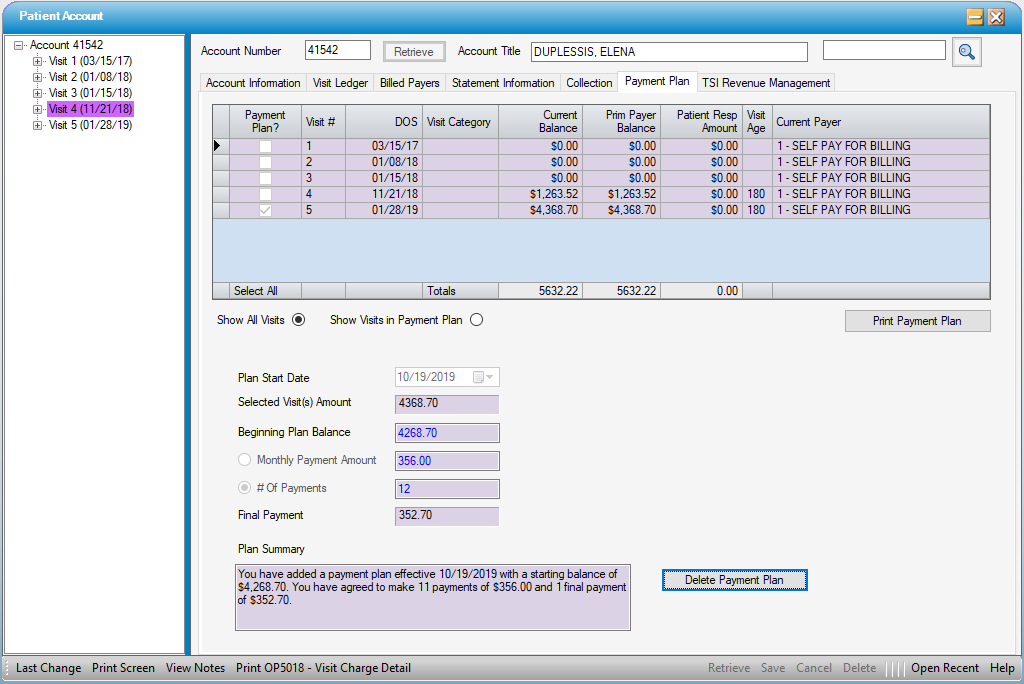 Patient Account
Account 41542
Visit 1 (03/15/17)
Visit 2 (01/08/18)
Visit 3 (01/15/18)
Visit 4 (11/21/18)
Visit 5 (01/28/19)
Account Number 41542 Retrieve Account Title DUPLESSIS, ELENA
Account Information Visit Ledger Billed Payers Statement Information Collection Payment Plan TSI Revenue Management
Payment Plan? Visit # DOS Visit Category Current Balance Prim Payer Balance Patient Resp Amount Visit Age Current Payer
1 03/15/17 $0.00 $0.00 $0.00 1 - SELF PAY FOR BILLING
2 01/08/18 $0.00 $0.00 $0.00 1 - SELF PAY FOR BILLING
3 01/15/18 $0.00 $0.00 $0.00 1 - SELF PAY FOR BILLING
4 11/21/18 $1,263.52 $1,263.52 $0.00 180 1 - SELF PAY FOR BILLING
5 01/28/19 $4,368.70 $4,368.70 $0.00 180 1 - SELF PAY FOR BILLING
Select All Totals 5632.22 5632.22 0.00
Show All Visits Show Visits in Payment Plan Print Payment Plan
Plan Start Date 10/19/2019
Selected Visit(s) Amount 4368.70
Beginning Plan Balance 4268.70
Monthly Payment Amount 356.00
# Of Payments 12
Final Payment 352.70
Plan Summary
You have added a payment plan effective 10/19/2019 with a starting balance of
$4,268.70. You have agreed to make 11 payments of $356.00 and 1 final payment
of $352.70.
Delete Payment Plan
Last Change Print Screen View Notes Print OP5018 - Visit Charge Detail Retrieve Save Cancel Delete Open Recent Help